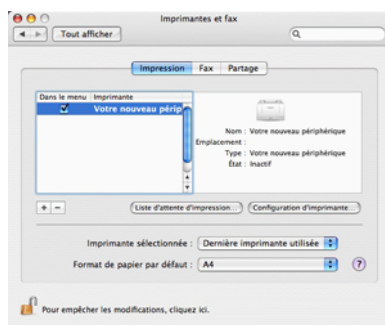 Imprimantes et fax
Tout afficher
Impression Fax Partage
Dans le menu Imprimante
Votre nouveau périp
Nom : Votre nouveau périphérique
Emplacement :
Type : Votre nouveau périphérique
État : Inactif
+ - Liste d'attente d'impression... Configuration d'imprimante...
Imprimante sélectionnée : Dernière imprimante utilisée
Format de papier par défaut : A4 ?
Pour empêcher les modifications, cliquez ici.